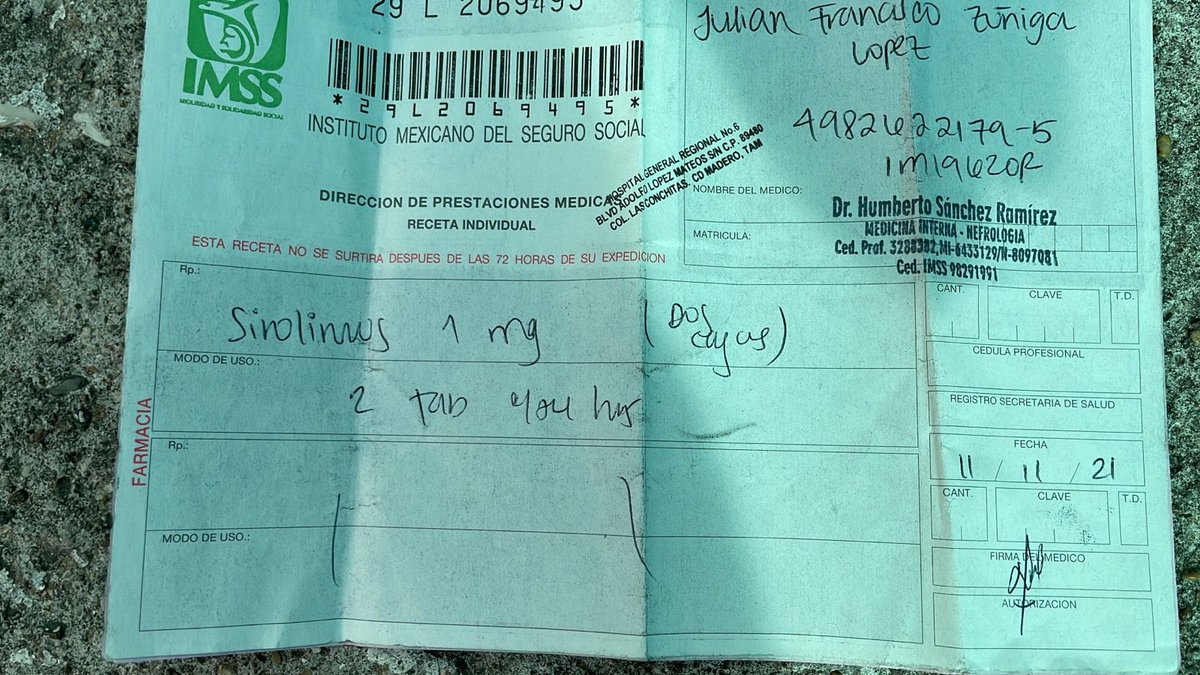 IMSS
SEGURIDAD Y SOLIDARIDAD SOCIAL
29 L 2069495
*29L2069495*
INSTITUTO MEXICANO DEL SEGURO SOCIAL
DIRECCION DE PRESTACIONES MEDICAS
RECETA INDIVIDUAL
HOSPITAL GENERAL REGIONAL No.6
BLVD ADOLFO LOPEZ MATEOS S/N C.P. 89480
COL. LAS CONCHITAS. CD MADERO, TAM
Julian Francisco Zuñiga
Lopez
4982622179-5
1M1962OR
NOMBRE DEL MEDICO:
Dr. Humberto Sánchez Ramírez
MEDICINA INTERNA - NEFROLOGIA
MATRICULA:
Ced. Prof. 3288382,MI-6433129/N-8097081
Ced. IMSS 98291991
ESTA RECETA NO SE SURTIRA DESPUES DE LAS 72 HORAS DE SU EXPEDICION
Rp.:
Sirolimus 1 mg (Dos
cajas)
MODO DE USO.:
2 tab hrs
FARMACIA
Rp.:
MODO DE USO.:
CANT. CLAVE T.D.
CEDULA PROFESIONAL
REGISTRO SECRETARIA DE SALUD
FECHA
11 / 11 / 21
CANT. CLAVE T.D.
FIRMA DEL MEDICO
AUTORIZACION